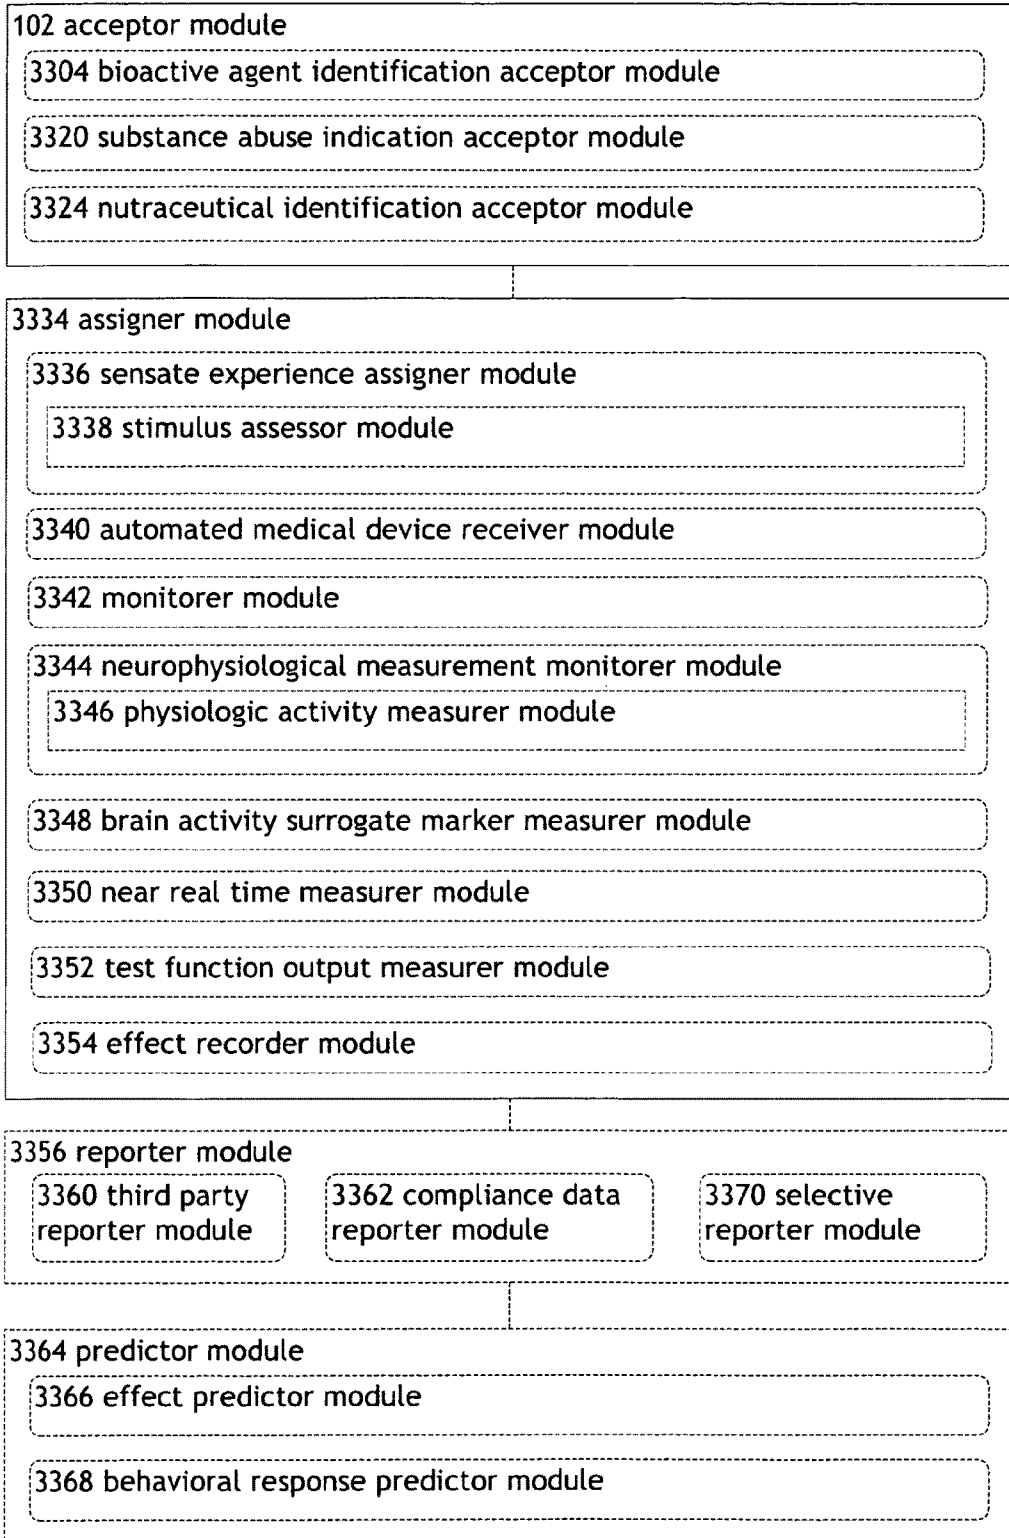 102 acceptor module
3304 bioactive agent identification acceptor module
3320 substance abuse indication acceptor module
3324 nutraceutical identification acceptor module
3334 assigner module
3336 sensate experience assigner module
3338 stimulus assessor module
3340 automated medical device receiver module
3342 monitorer module
3344 neurophysiological measurement monitorer module
3346 physiologic activity measurer module
3348 brain activity surrogate marker measurer module
3350 near real time measurer module
3352 test function output measurer module
3354 effect recorder module
3356 reporter module
3360 third party
reporter module
3362 compliance data
reporter module
3370 selective
reporter module
3364 predictor module
3366 effect predictor module
3368 behavioral response predictor module